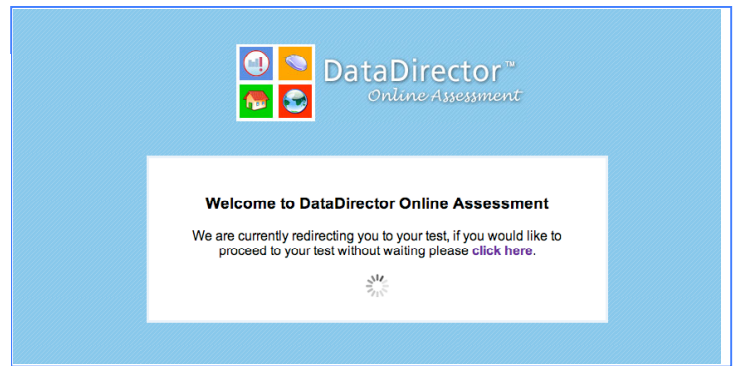 DataDirector™
Online Assessment
Welcome to DataDirector Online Assessment
We are currently redirecting you to your test, if you would like to
proceed to your test without waiting please click here.